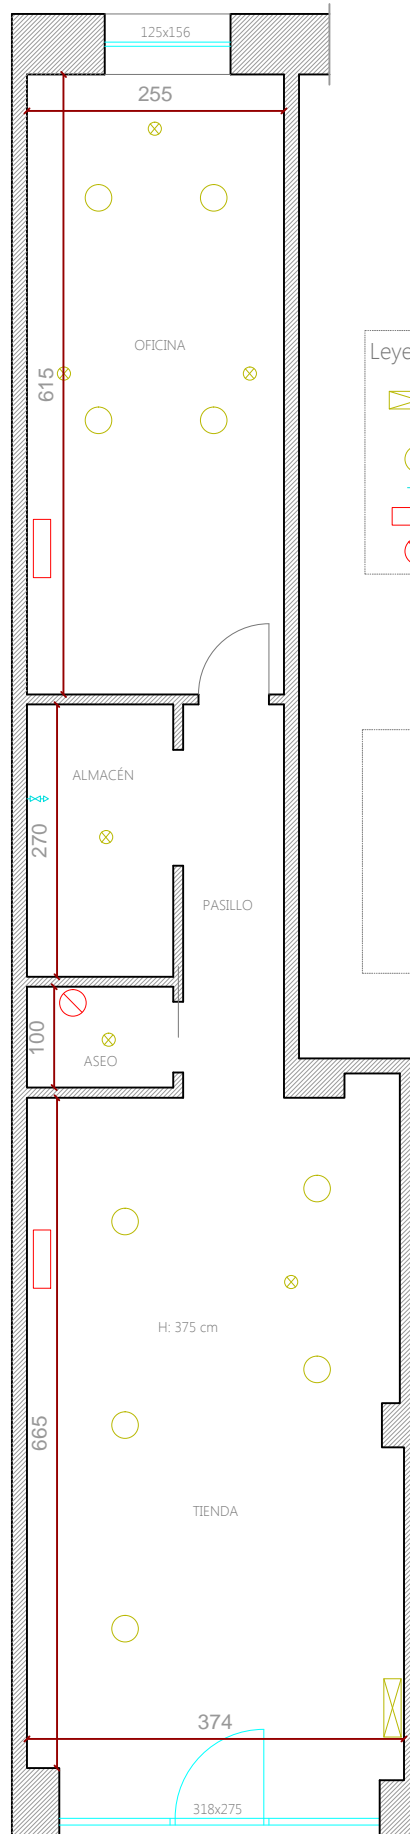 125x156
255
OFICINA
615
Leye
ALMACÉN
270
PASILLO
100
ASEO
H: 375 cm
665
TIENDA
374
318x275